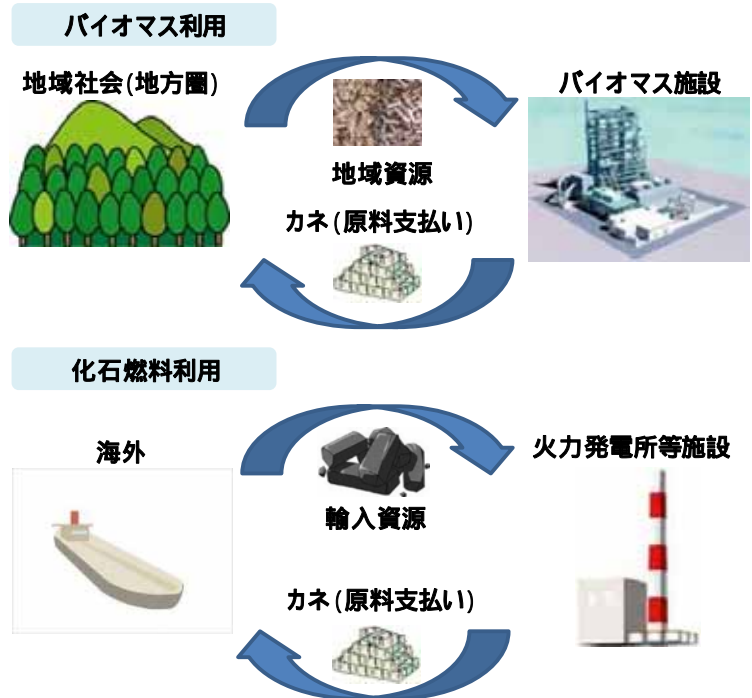 バイオマス利用
地域社会(地方圏)
バイオマス施設
地域資源
カネ(原料支払い)
化石燃料利用
海外
火力発電所等施設
輸入資源
カネ(原料支払い)